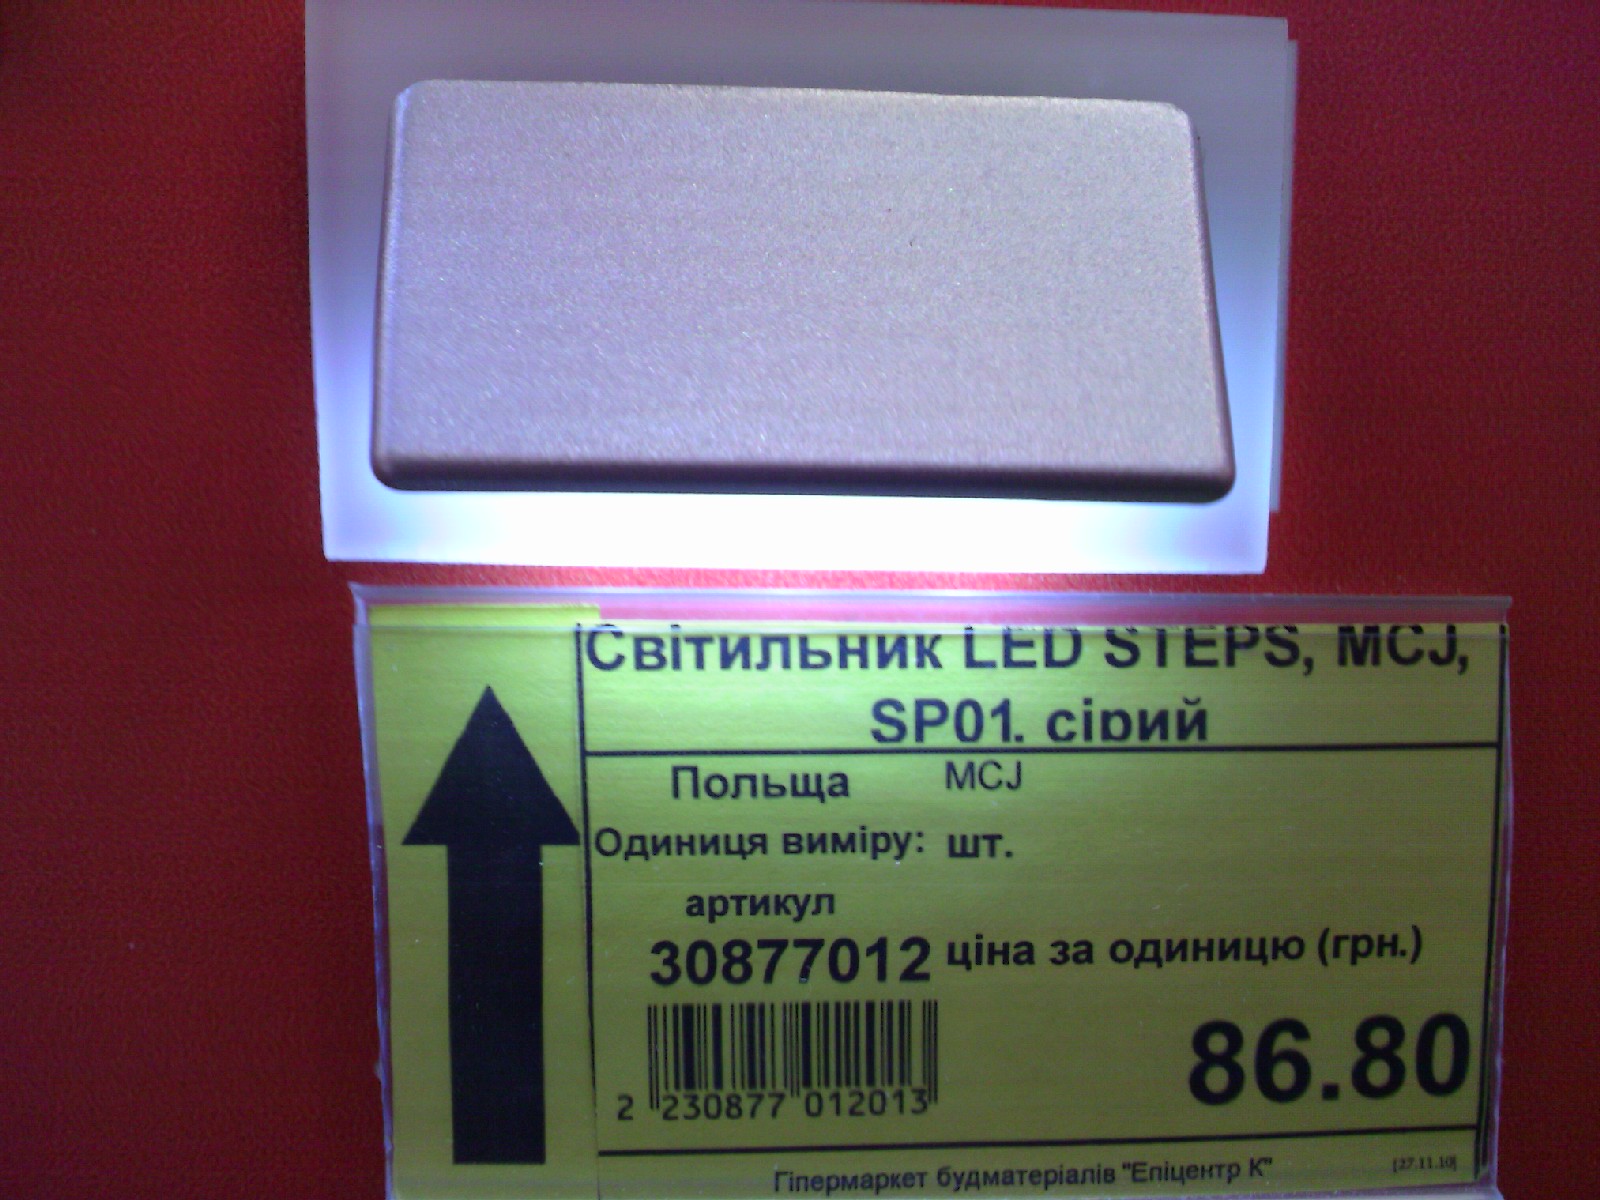 Світильник LED STEPS, MCJ,
SP01. сірий
Польща MCJ
Одиниця виміру: шт.
артикул
30877012 ціна за одиницю (грн.)
86.80
2 230877 012013
Гіпермаркет будматеріалів "Епіцентр К" [27.11.10]